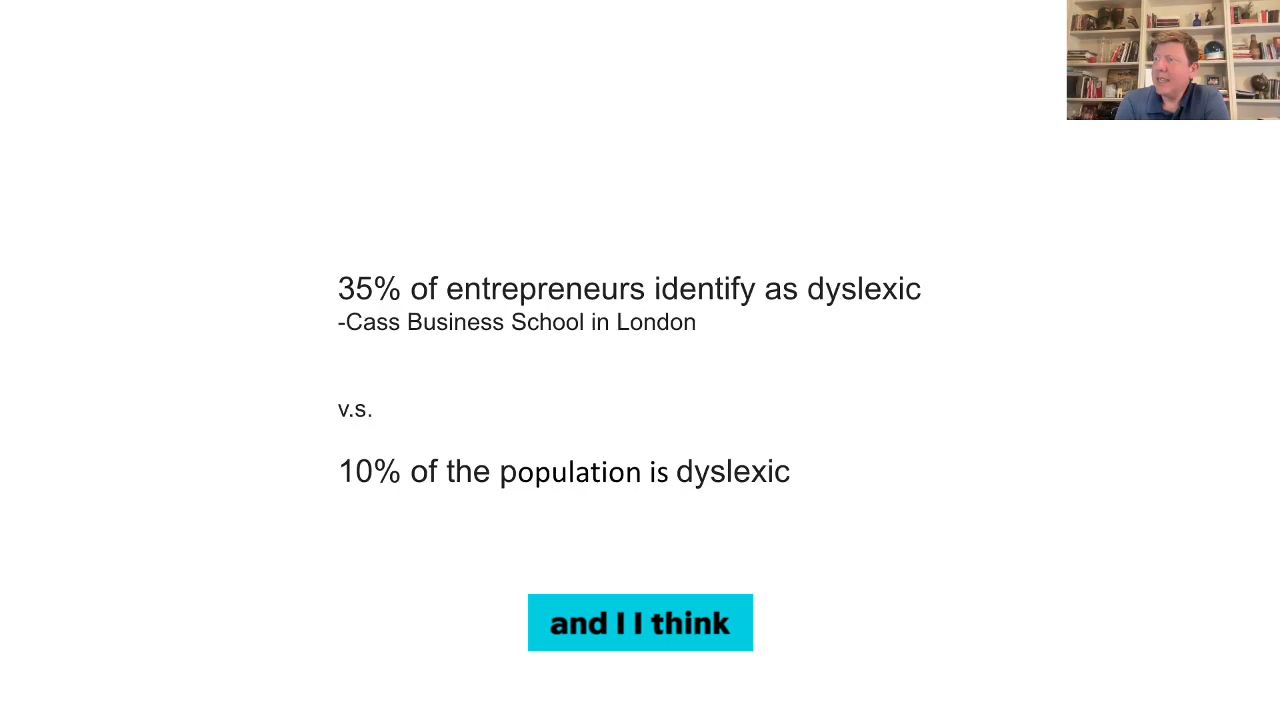 35% of entrepreneurs identify as dyslexic
-Cass Business School in London
v.s.
10% of the population is dyslexic
and I I think